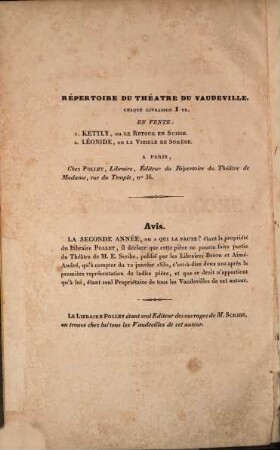 RÉPERTOIRE DU THÉATRE DU VAUDEVILLE.
CHAQUE LIVRAISON 1 FR.
EN VENTE:
1. KETTLY, OU LE RETOUR EN SUISSE.
2. LÉONIDE, OU LA VIEILLE DE SURÊNE.
A PARIS,
Chez POLLET, Libraire, Éditeur du Répertoire du Théâtre de
Madame, rue du Temple, n° 36.
Avis.
LA SECONDE ANNÉE, OU A QUI LA FAUTE? étant la propriété
du libraire POLLET, il déclare que cette pièce ne pourra faire partie
du Théâtre de M. E. Scribe, publié par les Libraires BEZOU et AIMÉ-
ANDRÉ, qu'à compter du 12 janvier 1832, c'est-à-dire deux ans après la
première représentation de ladite pièce, et que ce droit n'appartient
qu'à lui, étant seul Propriétaire de tous les Vaudevilles de cet auteur.
LE LIBRAIRE POLLET étant seul Editeur des ouvrages de M. SCRIBE,
on trouve chez lui tous les Vaudevilles de cet auteur.